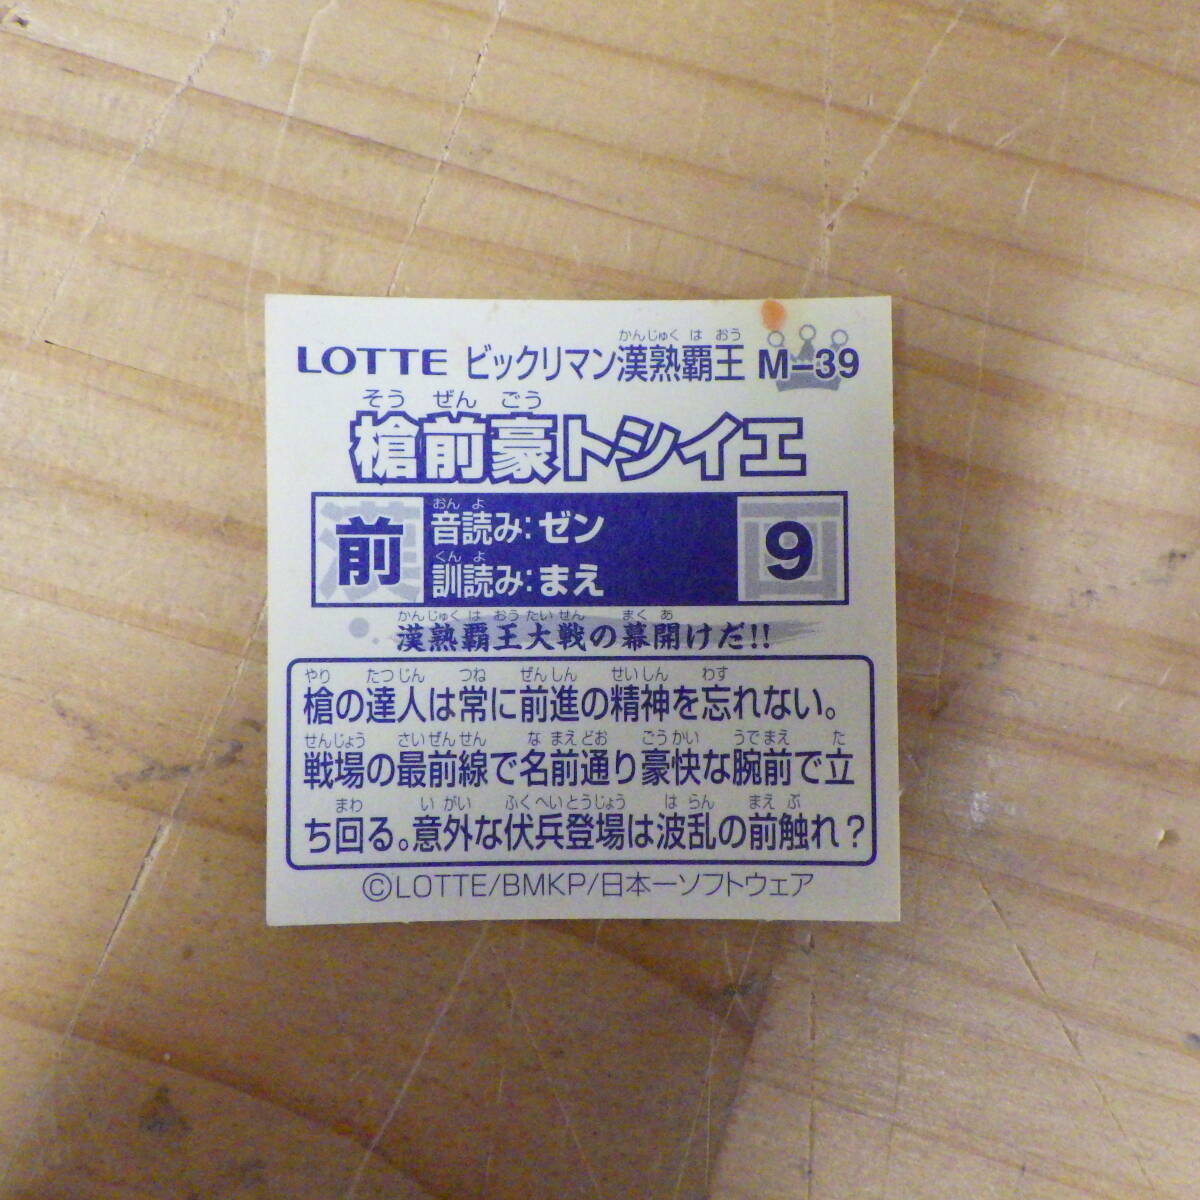 かんじゅく は おう
LOTTE ビックリマン漢熟覇王 M-39
そう ぜん ごう
槍前豪トシイエ
漢 前 おん よ 音読み:ゼン 画 9
くん よ 訓読み:まえ
かんじゅく は おう たい せん まく あ
漢熟覇王大戦の幕開けだ!!
やり たつ じん つね ぜん しん せい しん わす
槍の達人は常に前進の精神を忘れない。
せん じょう さい ぜん せん な まえ どお ごう かい うで まえ た
戦場の最前線で名前通り豪快な腕前で立
まわ い がい ふく へい とう じょう は らん まえ ぶ
ち回る。意外な伏兵登場は波乱の前触れ?
©LOTTE/BMKP/日本一ソフトウェア